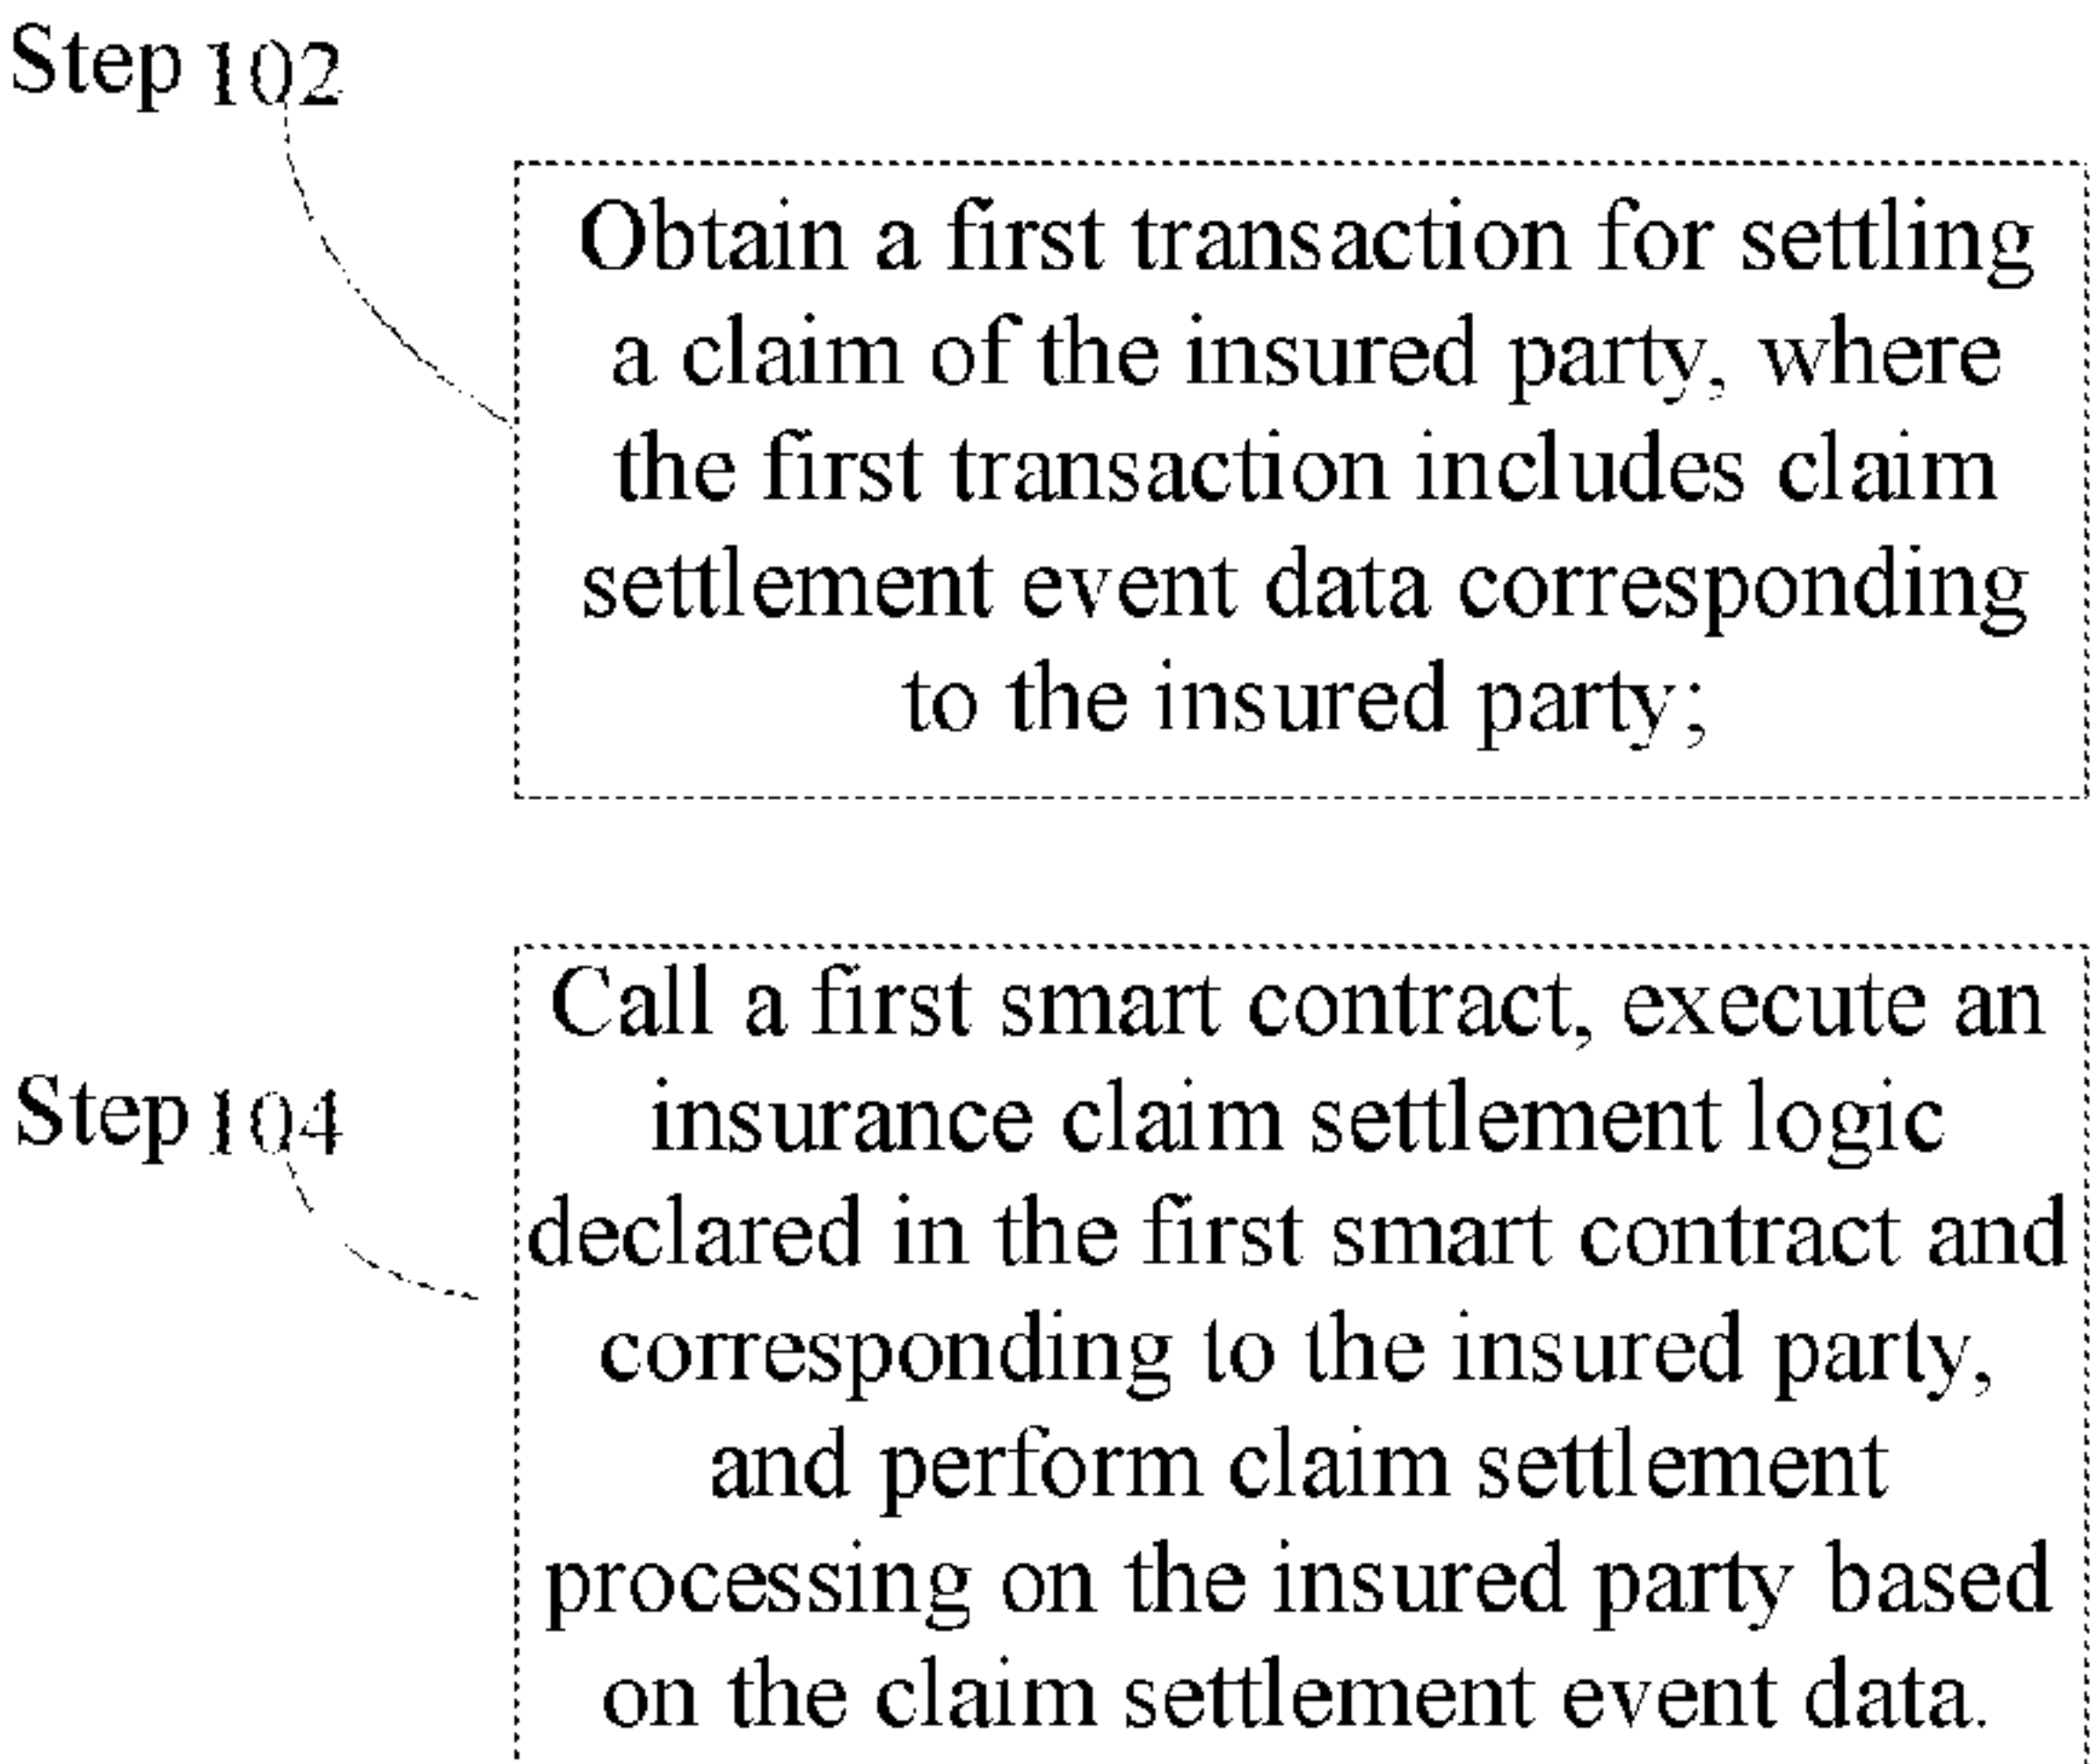 Step 102
Obtain a first transaction for settling
a claim of the insured party, where
the first transaction includes claim
settlement event data corresponding
to the insured party;
Step 104
Call a first smart contract, execute an
insurance claim settlement logic
declared in the first smart contract and
corresponding to the insured party,
and perform claim settlement
processing on the insured party based
on the claim settlement event data.